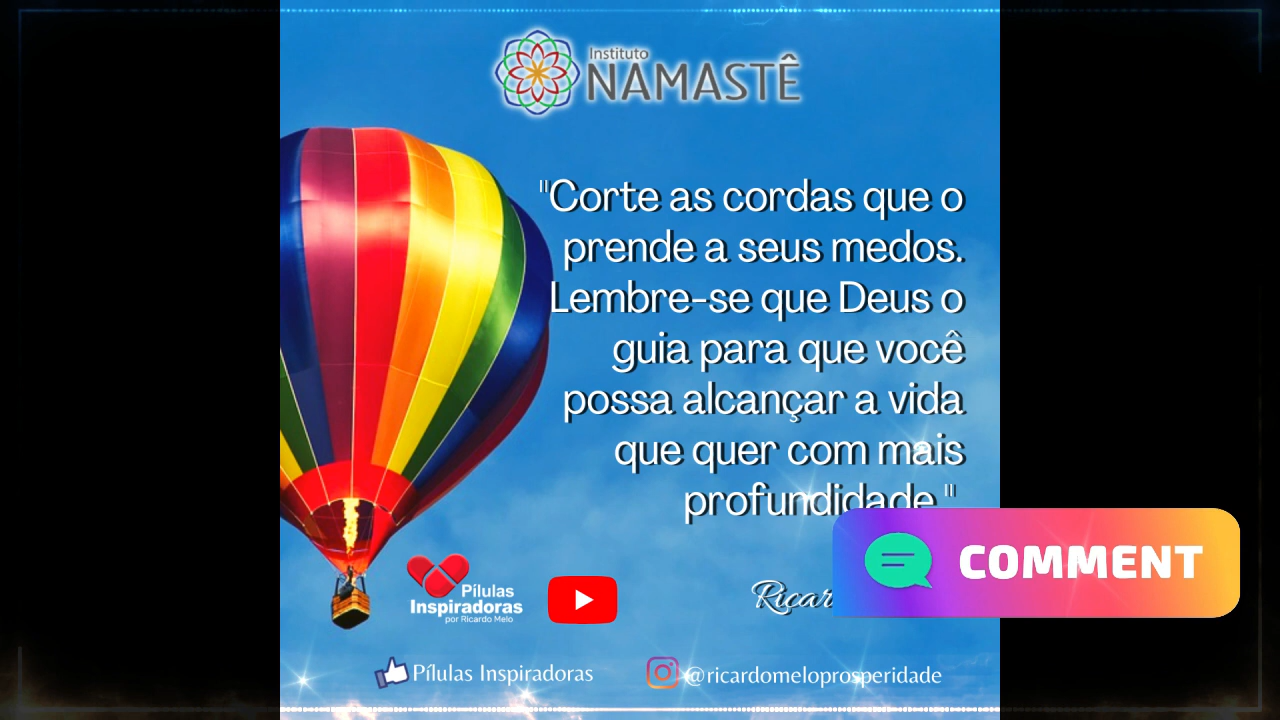 Instituto
NAMASTÊ
"Corte as cordas que o
prende a seus medos.
Lembre-se que Deus o
guia para que você
possa alcançar a vida
que quer com mais
profundidade."
COMMENT
Pílulas
Inspiradoras
por Ricardo Melo
Pílulas Inspiradoras
@ricardomeloprosperidade